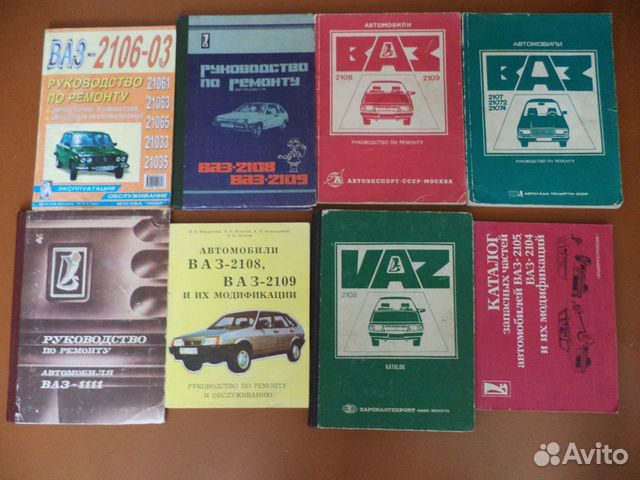 ВАЗ-2106-03
РУКОВОДСТВО
ПО РЕМОНТУ
21061
21063
21065
21033
21035
ЭКСПЛУАТАЦИЯ
ОБСЛУЖИВАНИЕ
РУКОВОДСТВО
ПО РЕМОНТУ
ВАЗ-2108
ВАЗ-2109
АВТОМОБИЛИ
ВАЗ
2108 2109
РУКОВОДСТВО ПО РЕМОНТУ
АВТОЭКСПОРТ-СССР-МОСКВА
АВТОМОБИЛИ
ВАЗ
2107
21072
21074
РУКОВОДСТВО ПО РЕМОНТУ
РУКОВОДСТВО
ПО РЕМОНТУ
АВТОМОБИЛЯ
ВАЗ-1111
АВТОМОБИЛИ
ВАЗ-2108,
ВАЗ-2109
И ИХ МОДИФИКАЦИИ
РУКОВОДСТВО ПО РЕМОНТУ
И ОБСЛУЖИВАНИЮ
VAZ
2108
KATALOG
КАТАЛОГ
запасных частей
автомобилей ВАЗ-2105,
ВАЗ-2104
и их модификаций
Avito